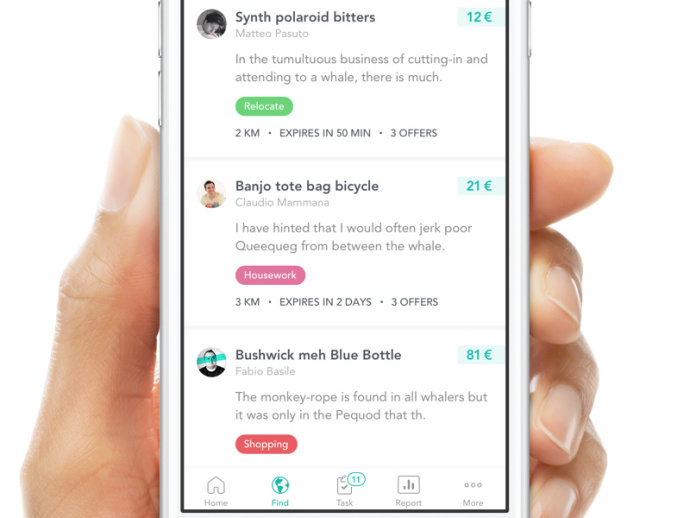 Synth polaroid bitters
12 €
Matteo Pasuto
In the tumultuous business of cutting-in and
attending to a whale, there is much.
Relocate
2 KM • EXPIRES IN 50 MIN • 3 OFFERS
Banjo tote bag bicycle
21 €
Claudio Mammana
I have hinted that I would often jerk poor
Queequeg from between the whale.
Housework
3 KM • EXPIRES IN 2 DAYS • 3 OFFERS
Bushwick meh Blue Bottle
81 €
Fabio Basile
The monkey-rope is found in all whalers but
it was only in the Pequod that th.
Shopping
11
Home Find Task Report More